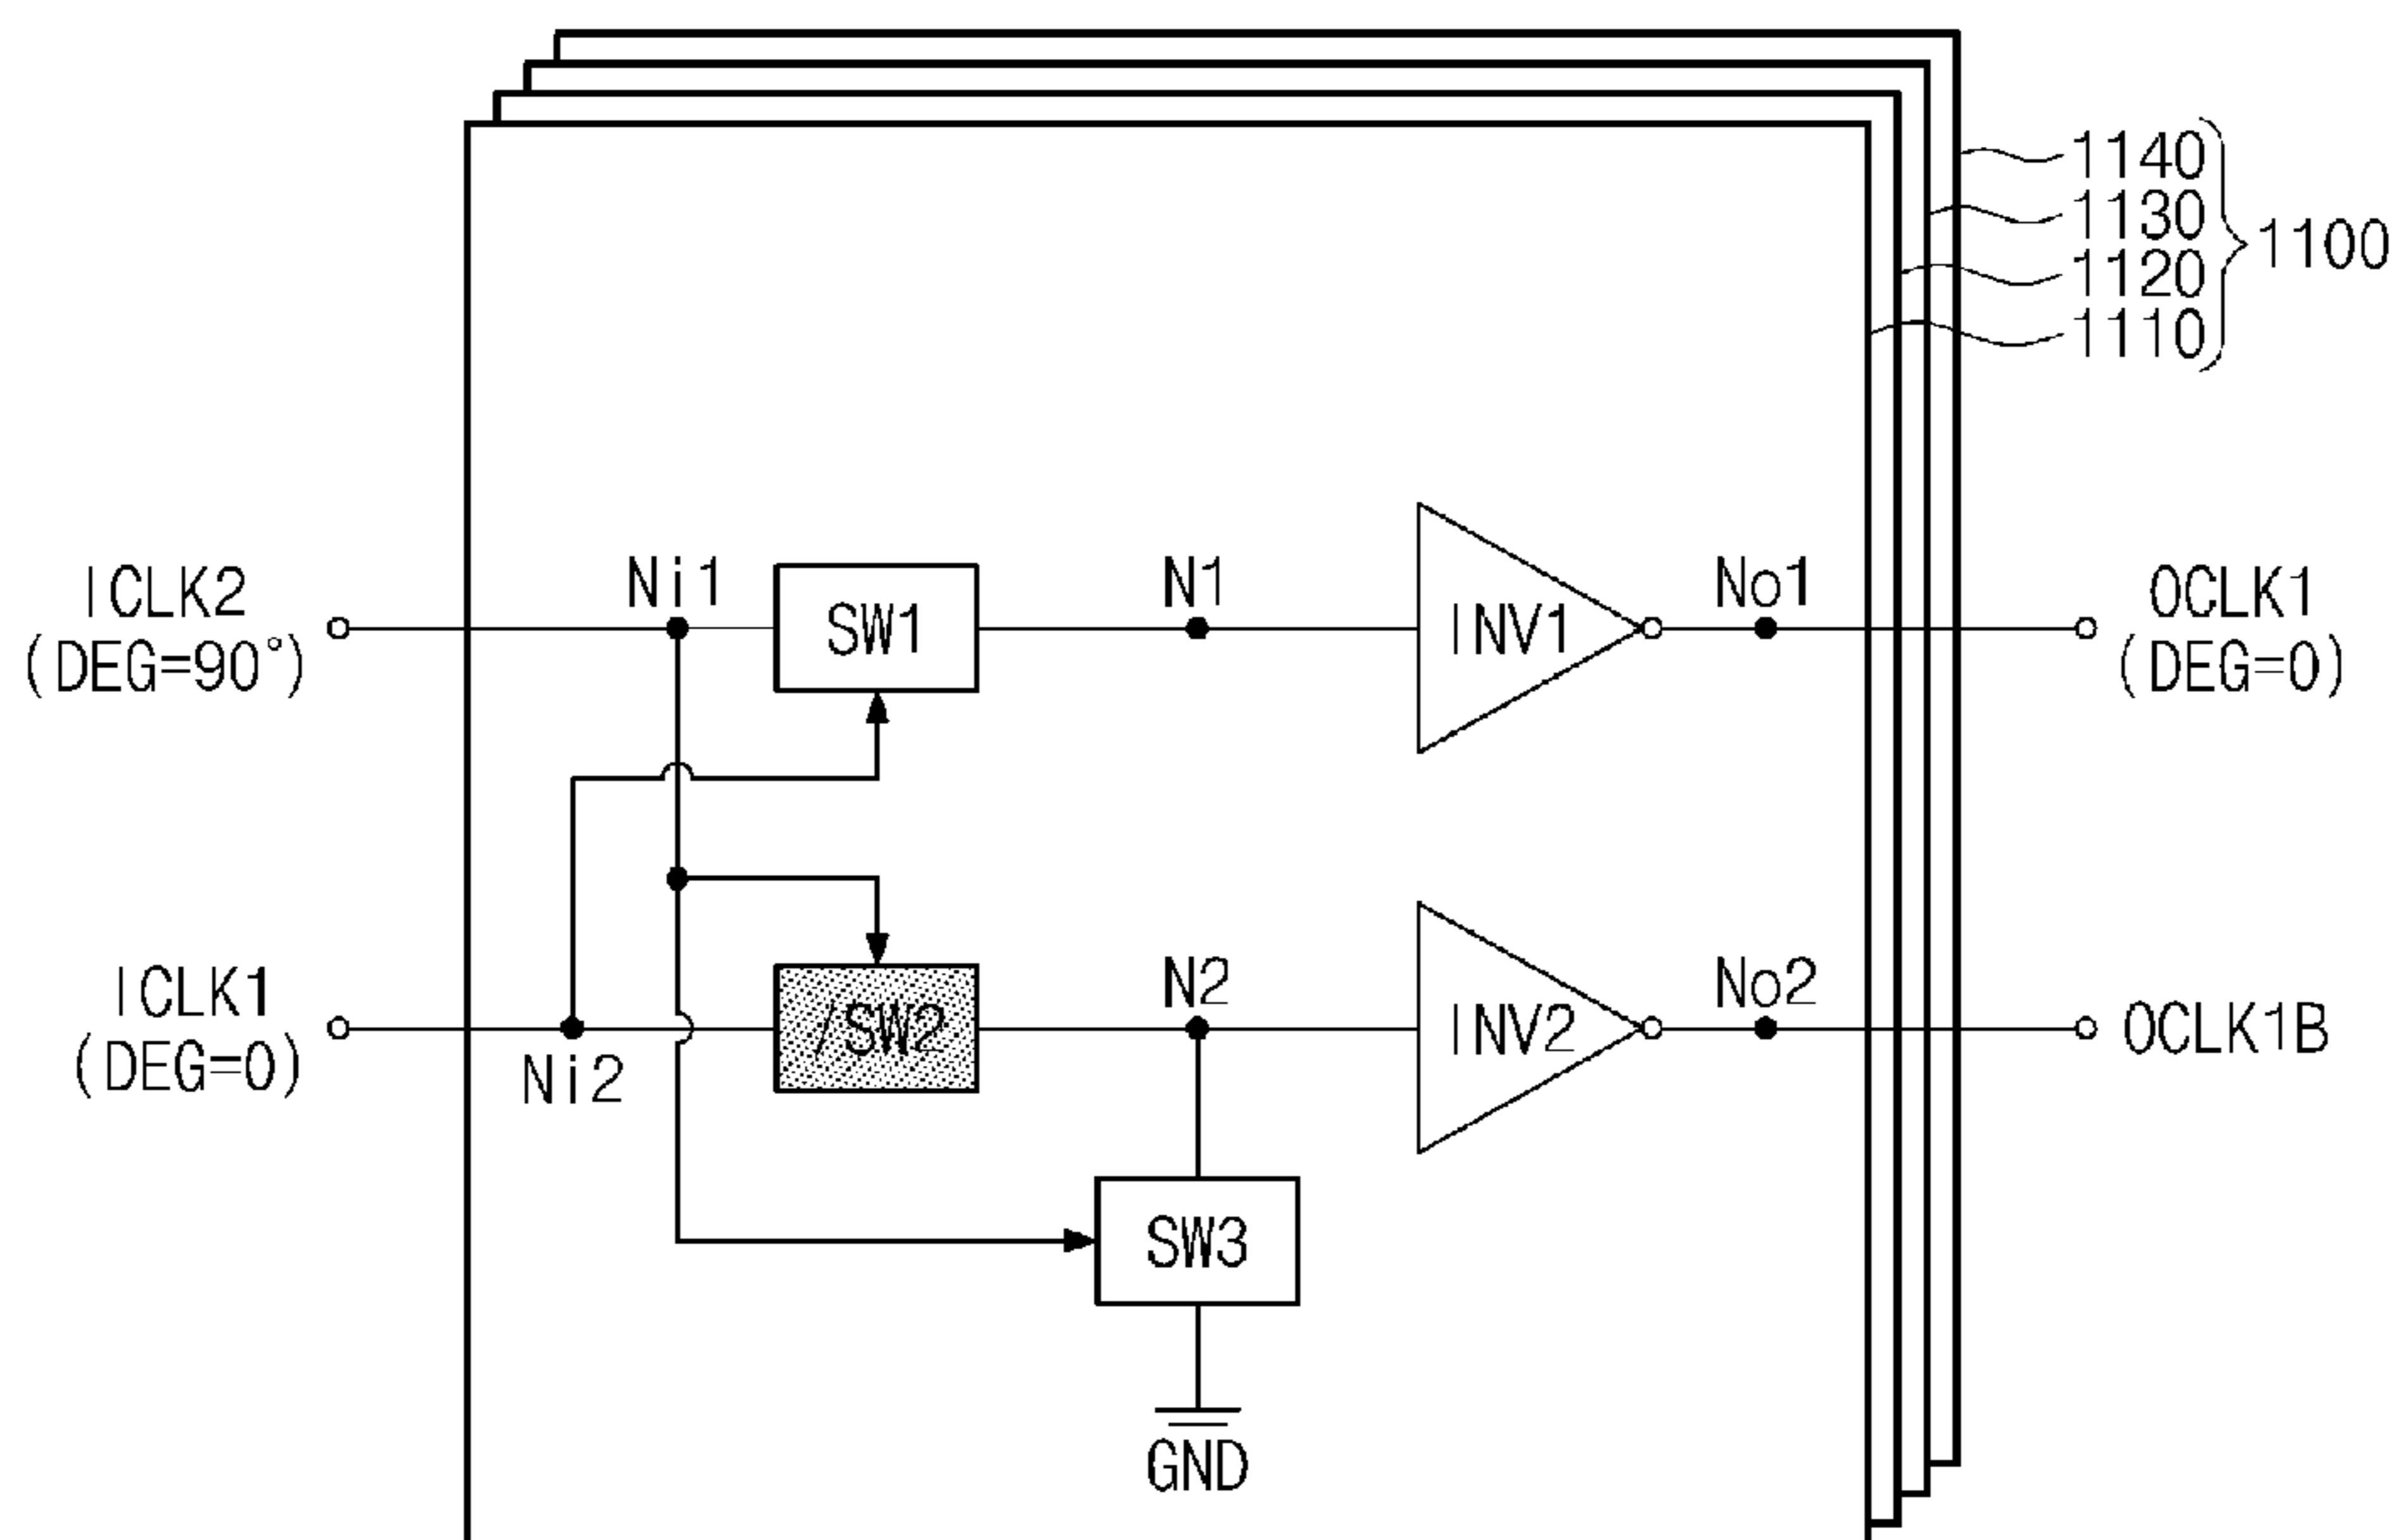 1140
1130
1120
1110
1100
ICLK2
(DEG=90°)
Ni1
SW1
N1
INV1
No1
OCLK1
(DEG=0)
ICLK1
(DEG=0)
Ni2
/SW2
N2
INV2
No2
OCLK1B
SW3
GND